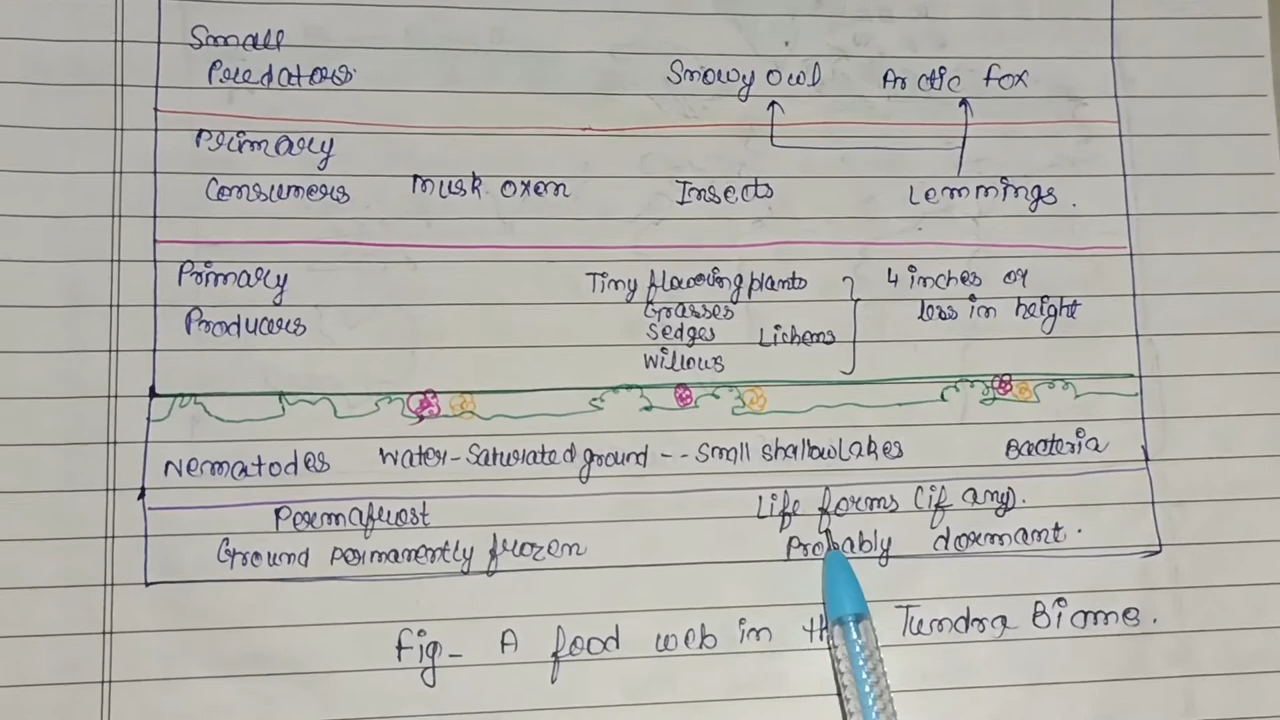 Small
Predators Snowy owl Arctic fox
Primary
Consumers Musk oxen Insects Lemmings.
Primary Tiny flowering plants 4 inches or
Grasses less in height
Producers Sedges Lichens
Willows
Nematodes Water-Saturated ground -- Small shallow lakes Bacteria
Permafrost Life forms (if any).
Ground permanently frozen Probably dormant.
Fig- A food web in Tundra Biome.